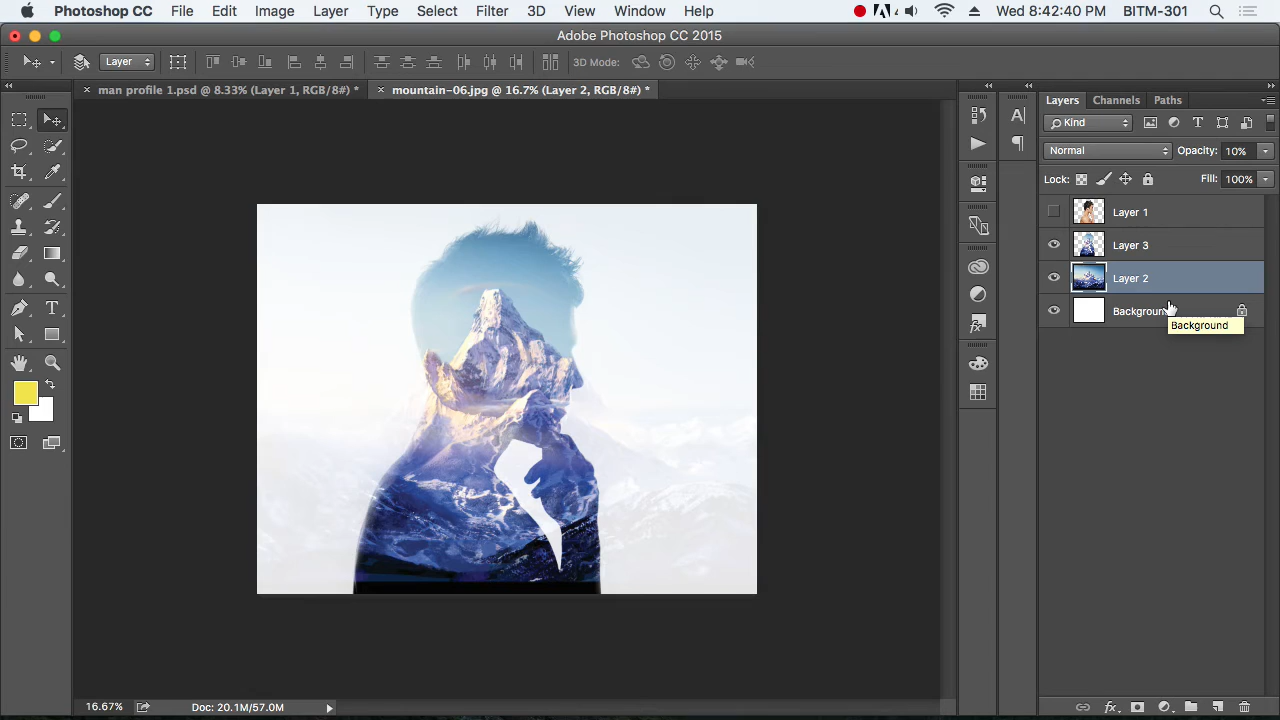 Photoshop CC File Edit Image Layer Type Select Filter 3D View Window Help 4 Wed 8:42:40 PM BITM-301
Adobe Photoshop CC 2015
Layer 3D Mode:
man profile 1.psd @ 8.33% (Layer 1, RGB/8#) * mountain-06.jpg @ 16.7% (Layer 2, RGB/8#) *
Layers Channels Paths
Kind
Normal Opacity: 10%
Lock: Fill: 100%
Layer 1
Layer 3
Layer 2
Background
Background
16.67% Doc: 20.1M/57.0M